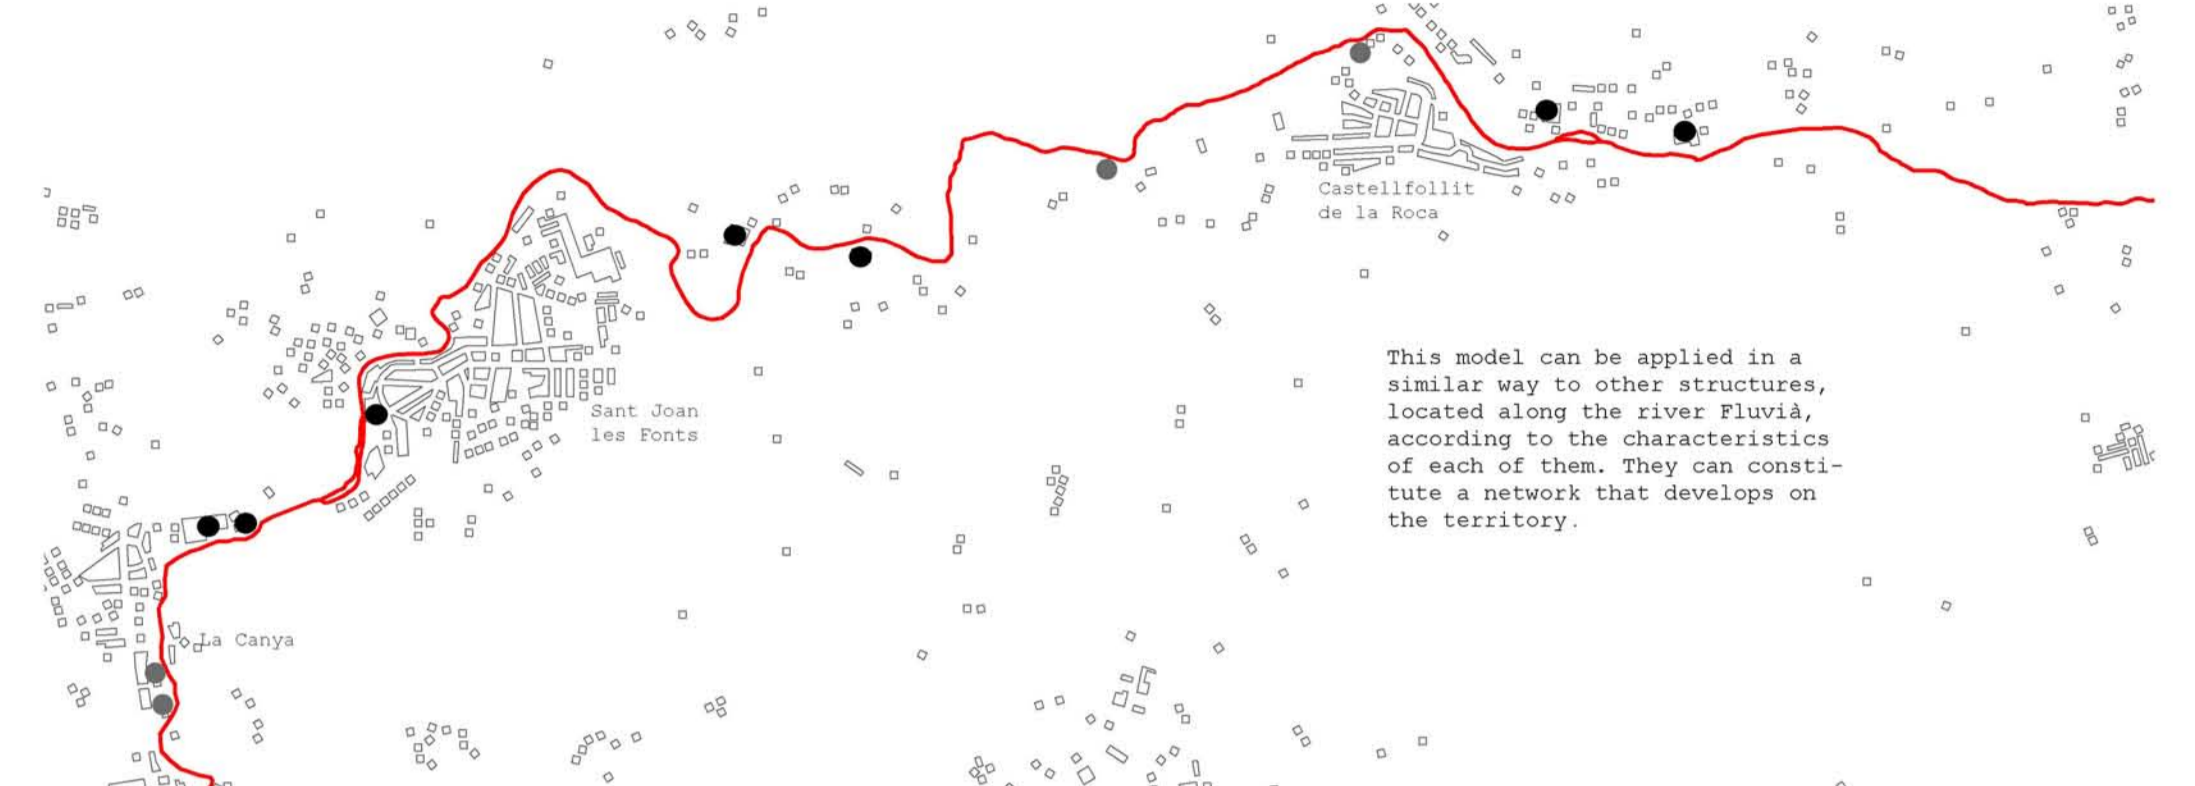 Castellfollit
de la Roca
This model can be applied in a
similar way to other structures,
located along the river Fluvià,
according to the characteristics
of each of them. They can consti-
tute a network that develops on
the territory.
Sant Joan
les Fonts
La Canya